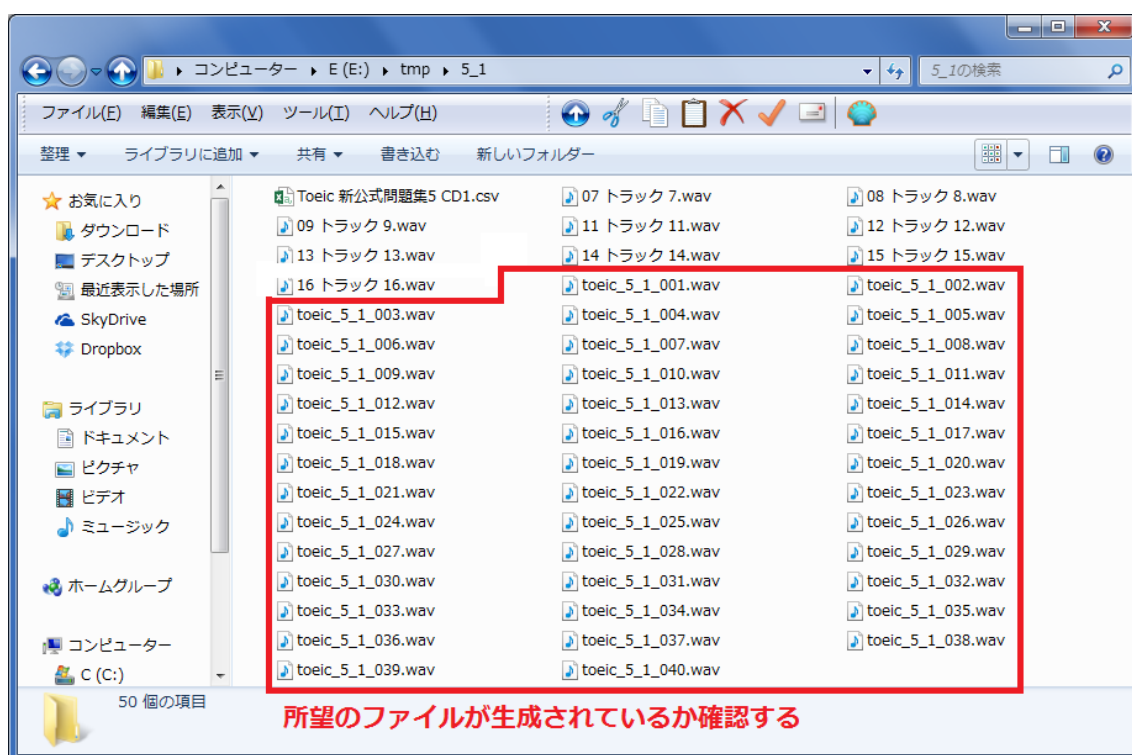 コンピューター ▸ E (E:) ▸ tmp ▸ 5_1
5_1の検索
ファイル(F) 編集(E) 表示(V) ツール(T) ヘルプ(H)
整理 ライブラリに追加 共有 書き込む 新しいフォルダー
お気に入り
ダウンロード
デスクトップ
最近表示した場所
SkyDrive
Dropbox
ライブラリ
ドキュメント
ピクチャ
ビデオ
ミュージック
ホームグループ
コンピューター
C (C:)
Toeic 新公式問題集5 CD1.csv 07 トラック 7.wav 08 トラック 8.wav
09 トラック 9.wav 11 トラック 11.wav 12 トラック 12.wav
13 トラック 13.wav 14 トラック 14.wav 15 トラック 15.wav
16 トラック 16.wav toeic_5_1_001.wav toeic_5_1_002.wav
toeic_5_1_003.wav toeic_5_1_004.wav toeic_5_1_005.wav
toeic_5_1_006.wav toeic_5_1_007.wav toeic_5_1_008.wav
toeic_5_1_009.wav toeic_5_1_010.wav toeic_5_1_011.wav
toeic_5_1_012.wav toeic_5_1_013.wav toeic_5_1_014.wav
toeic_5_1_015.wav toeic_5_1_016.wav toeic_5_1_017.wav
toeic_5_1_018.wav toeic_5_1_019.wav toeic_5_1_020.wav
toeic_5_1_021.wav toeic_5_1_022.wav toeic_5_1_023.wav
toeic_5_1_024.wav toeic_5_1_025.wav toeic_5_1_026.wav
toeic_5_1_027.wav toeic_5_1_028.wav toeic_5_1_029.wav
toeic_5_1_030.wav toeic_5_1_031.wav toeic_5_1_032.wav
toeic_5_1_033.wav toeic_5_1_034.wav toeic_5_1_035.wav
toeic_5_1_036.wav toeic_5_1_037.wav toeic_5_1_038.wav
toeic_5_1_039.wav toeic_5_1_040.wav
50 個の項目
所望のファイルが生成されているか確認する